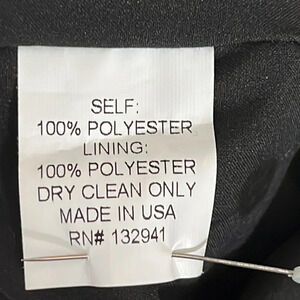 SELF:
100% POLYESTER
LINING:
100% POLYESTER
DRY CLEAN ONLY
MADE IN USA
RN# 132941